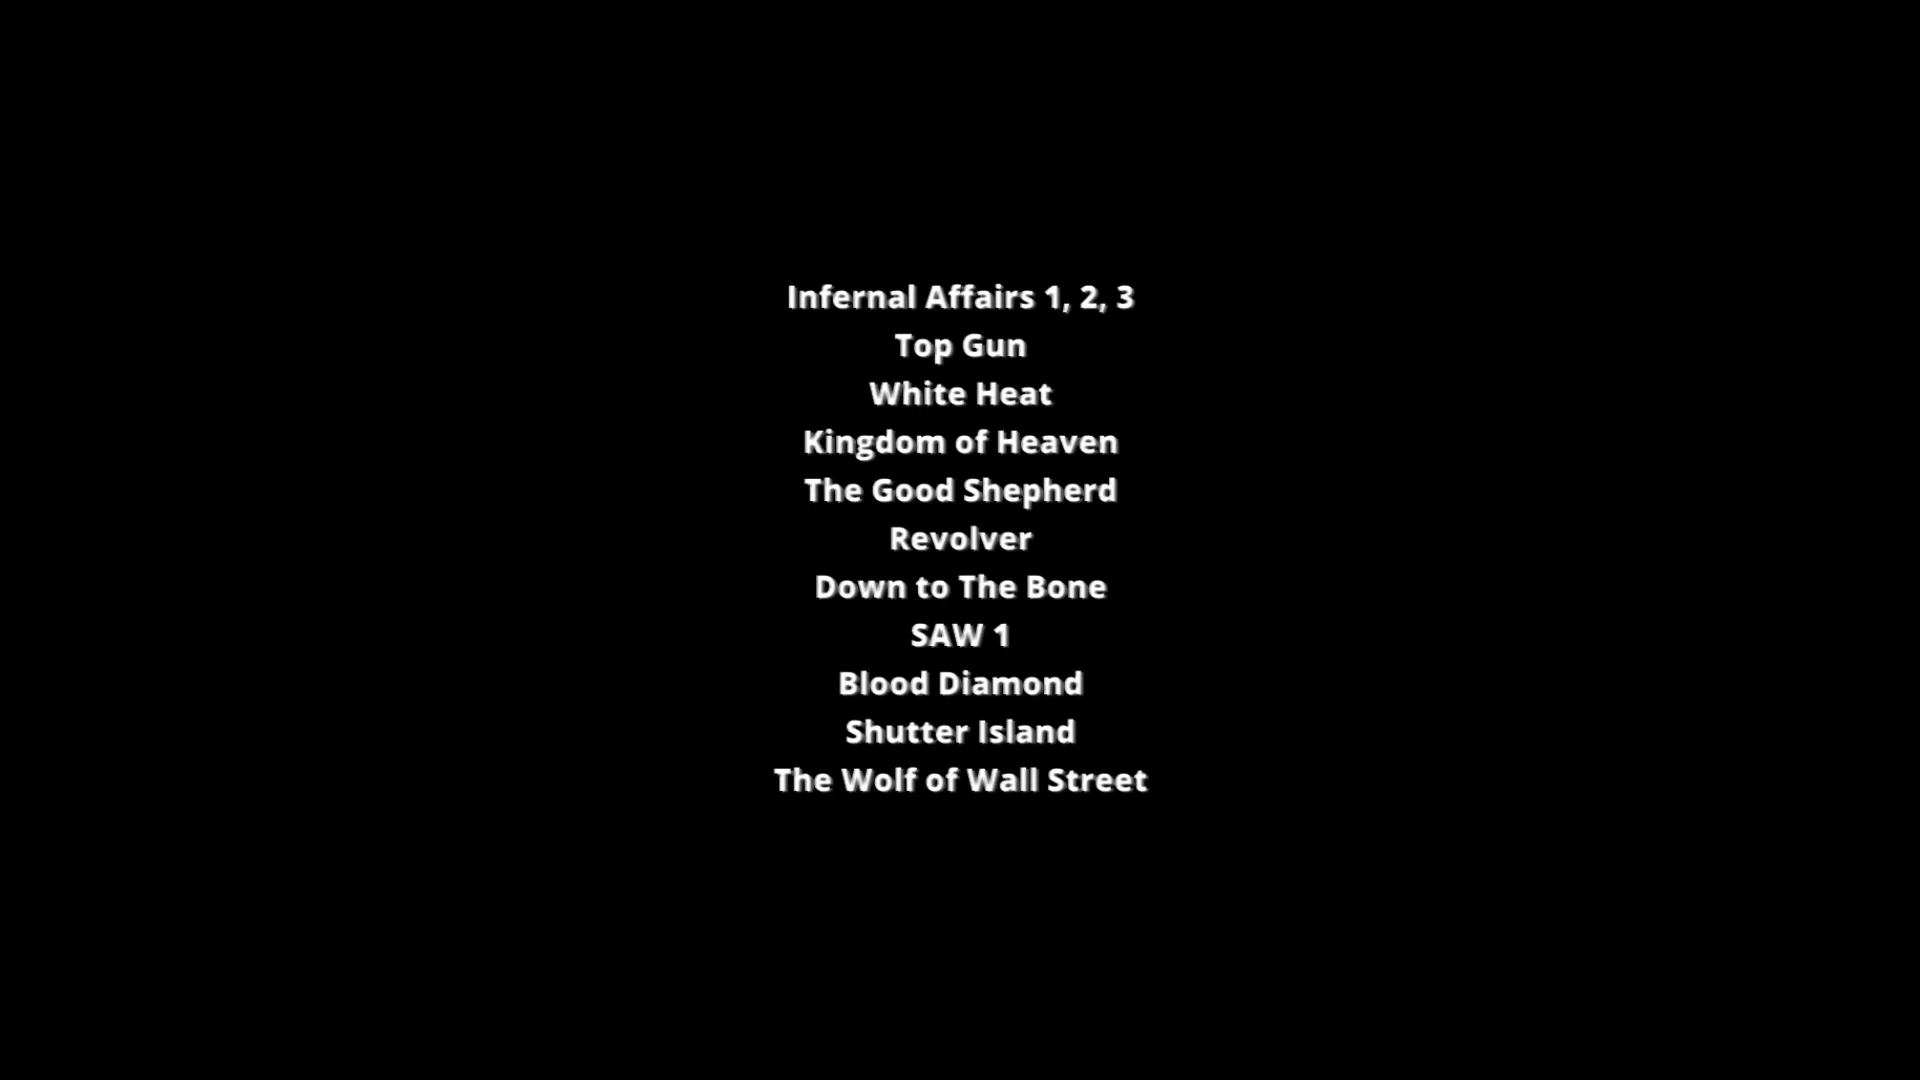 Infernal Affairs 1, 2, 3
Top Gun
White Heat
Kingdom of Heaven
The Good Shepherd
Revolver
Down to The Bone
SAW 1
Blood Diamond
Shutter Island
The Wolf of Wall Street